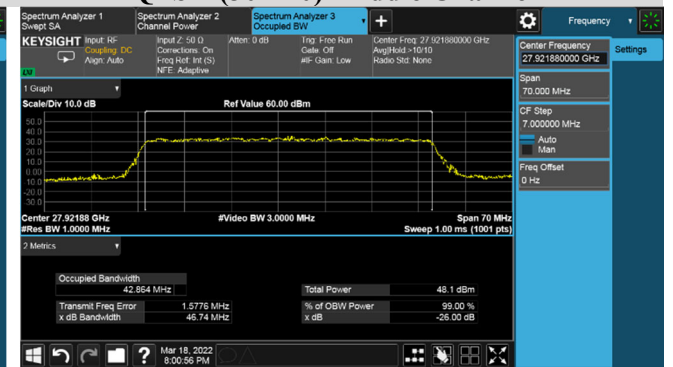 Spectrum Analyzer 1
Swept SA
Spectrum Analyzer 2
Channel Power
Spectrum Analyzer 3
Occupied BW
Frequency
KEYSIGHT
Input: RF
Coupling: DC
Align: Auto
Input Z: 50 Ω
Corrections: On
Freq Ref: Int (S)
NFE: Adaptive
Atten: 0 dB
Trig: Free Run
Gate: Off
#IF Gain: Low
Center Freq: 27.921880000 GHz
Avg|Hold:>10/10
Radio Std: None
LV
Center Frequency
27.921880000 GHz
Settings
Span
70.000 MHz
CF Step
7.000000 MHz
Auto
Man
Freq Offset
0 Hz
1 Graph
Scale/Div 10.0 dB
Ref Value 60.00 dBm
50.0
40.0
30.0
20.0
10.0
0.00
-10.0
-20.0
-30.0
Center 27.92188 GHz
#Video BW 3.0000 MHz
Span 70 MHz
#Res BW 1.0000 MHz
Sweep 1.00 ms (1001 pts)
2 Metrics
Occupied Bandwidth
42.864 MHz
Total Power
48.1 dBm
Transmit Freq Error
1.5776 MHz
% of OBW Power
99.00 %
x dB Bandwidth
46.74 MHz
x dB
-26.00 dB
?
Mar 18, 2022
8:00:56 PM